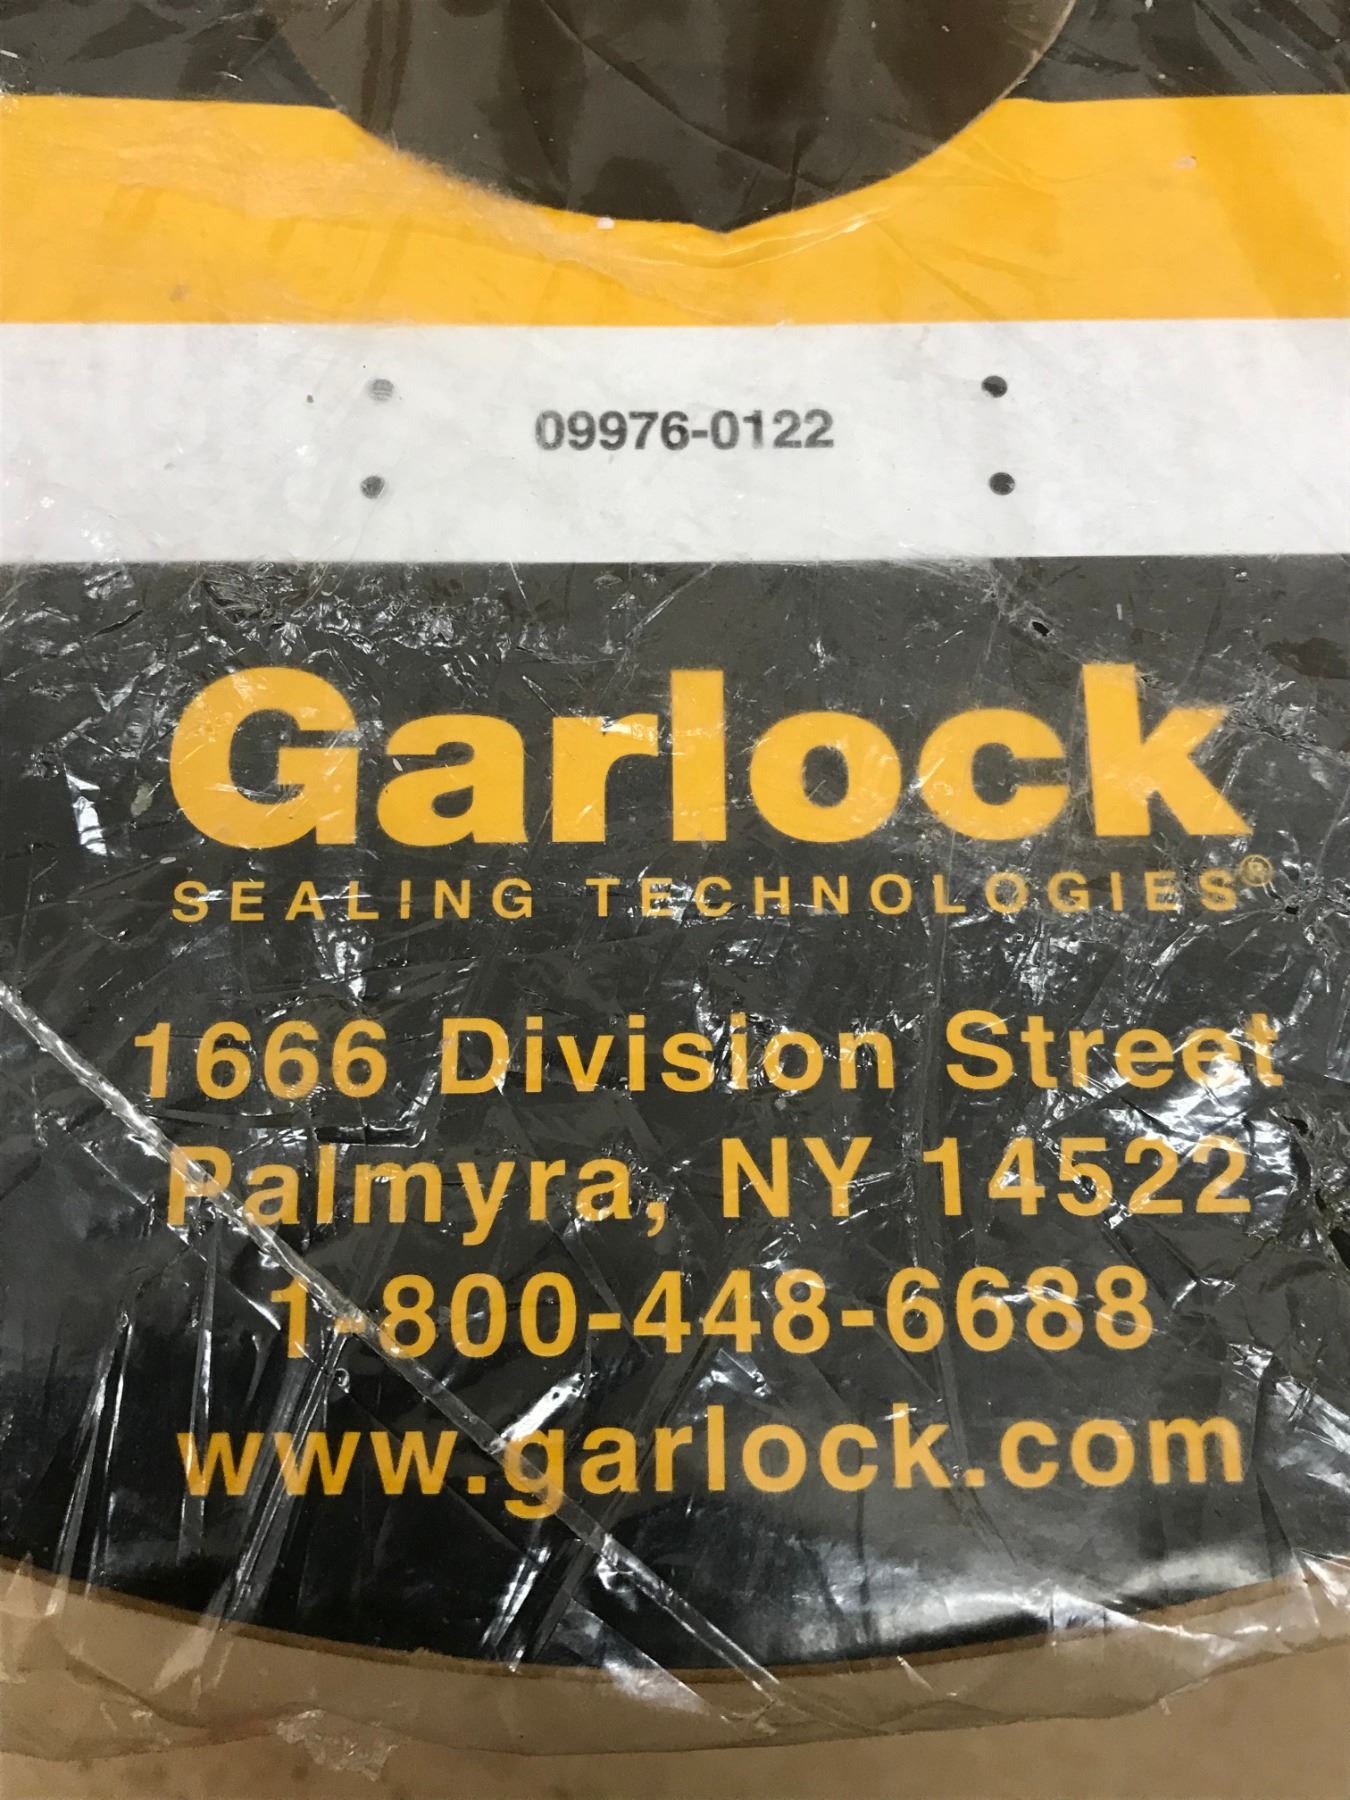 09976-0122
Garlock
SEALING TECHNOLOGIES®
1666 Division Street
Palmyra, NY 14522
1-800-448-6688
www.garlock.com